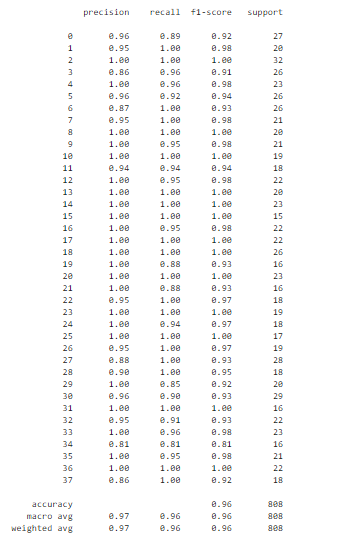 precision recall f1-score support
0 0.96 0.89 0.92 27
1 0.95 1.00 0.98 20
2 1.00 1.00 1.00 32
3 0.86 0.96 0.91 26
4 1.00 0.96 0.98 23
5 0.96 0.92 0.94 26
6 0.87 1.00 0.93 26
7 0.95 1.00 0.98 21
8 1.00 1.00 1.00 20
9 1.00 0.95 0.98 21
10 1.00 1.00 1.00 19
11 0.94 0.94 0.94 18
12 1.00 0.95 0.98 22
13 1.00 1.00 1.00 20
14 1.00 1.00 1.00 23
15 1.00 1.00 1.00 15
16 1.00 0.95 0.98 22
17 1.00 1.00 1.00 22
18 1.00 1.00 1.00 26
19 1.00 0.88 0.93 16
20 1.00 1.00 1.00 23
21 1.00 0.88 0.93 16
22 0.95 1.00 0.97 18
23 1.00 1.00 1.00 19
24 1.00 0.94 0.97 18
25 1.00 1.00 1.00 17
26 0.95 1.00 0.97 19
27 0.88 1.00 0.93 28
28 0.90 1.00 0.95 18
29 1.00 0.85 0.92 20
30 0.96 0.90 0.93 29
31 1.00 1.00 1.00 16
32 0.95 0.91 0.93 22
33 1.00 0.96 0.98 23
34 0.81 0.81 0.81 16
35 1.00 0.95 0.98 21
36 1.00 1.00 1.00 22
37 0.86 1.00 0.92 18
accuracy 0.96 808
macro avg 0.97 0.96 0.96 808
weighted avg 0.97 0.96 0.96 808